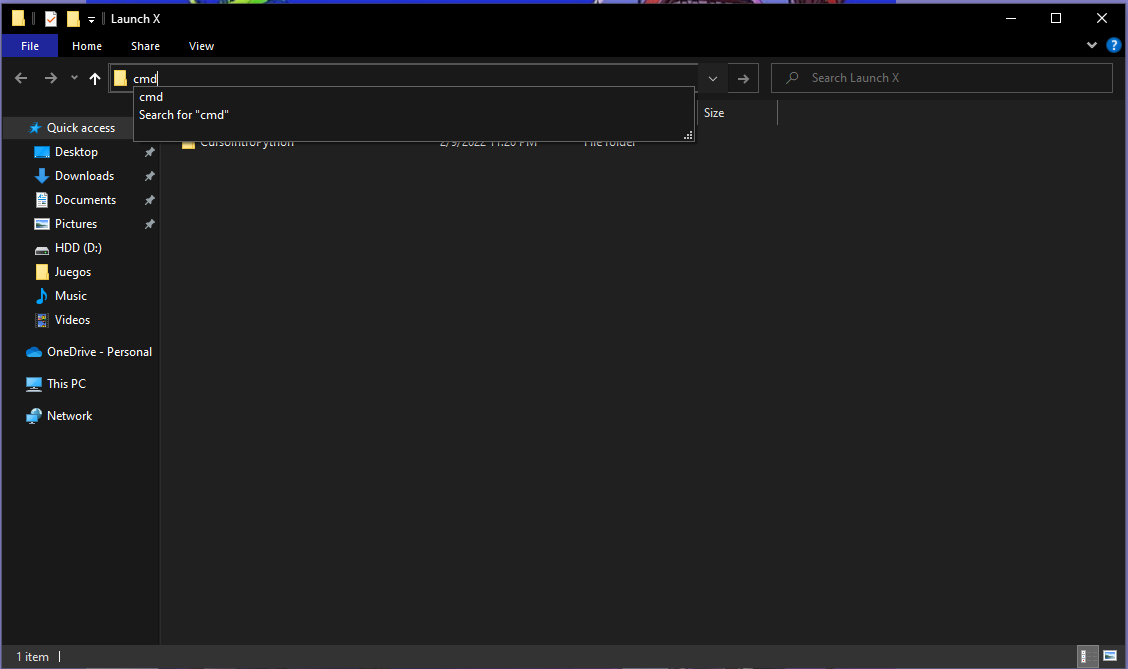 Launch X
File Home Share View
?
cmd
Search Launch X
cmd
Search for "cmd"
Size
CursoIntroPython 2/9/2022 11:20 PM File folder
Quick access
Desktop
Downloads
Documents
Pictures
HDD (D:)
Juegos
Music
Videos
OneDrive - Personal
This PC
Network
1 item